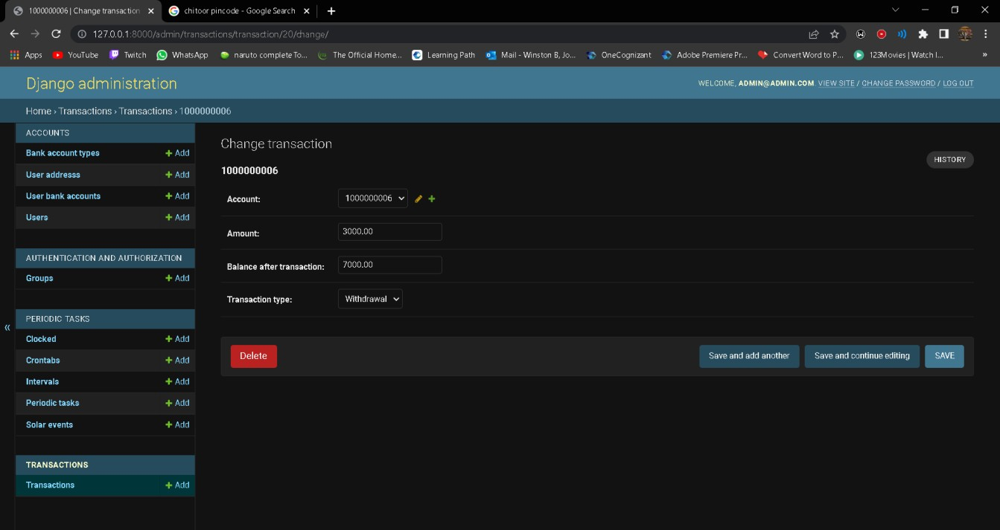 1000000006 | Change transaction
chitoor pincode - Google Search
127.0.0.1:8000/admin/transactions/transaction/20/change/
Apps YouTube Twitch WhatsApp naruto complete To... The Official Home... Learning Path Mail - Winston B, Jo... OneCognizant Adobe Premiere Pr... Convert Word to P... 123Movies | Watch I... »
Django administration
WELCOME, ADMIN@ADMIN.COM. VIEW SITE / CHANGE PASSWORD / LOG OUT
Home › Transactions › Transactions › 1000000006
ACCOUNTS
Bank account types + Add
User addresss + Add
User bank accounts + Add
Users + Add
AUTHENTICATION AND AUTHORIZATION
Groups + Add
PERIODIC TASKS
Clocked + Add
Crontabs + Add
Intervals + Add
Periodic tasks + Add
Solar events + Add
TRANSACTIONS
Transactions + Add
«
Change transaction
HISTORY
1000000006
Account: 1000000006
Amount: 3000.00
Balance after transaction: 7000.00
Transaction type: Withdrawal
Delete Save and add another Save and continue editing SAVE